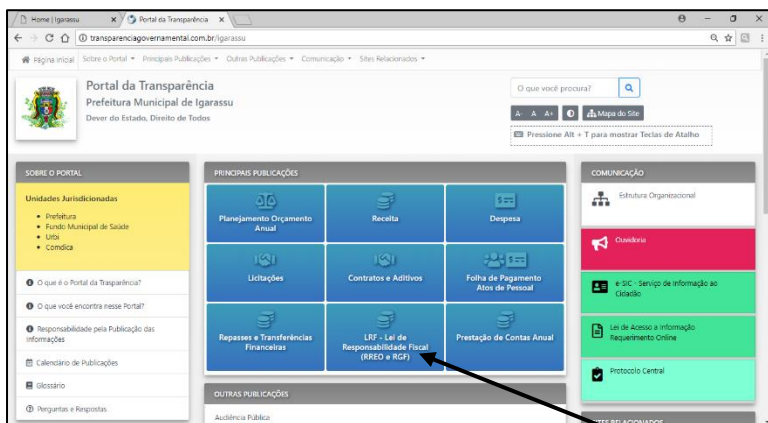 Home | Igarassu
Portal da Transparência
transparenciagovernamental.com.br/igarassu
Página Inicial Sobre o Portal Principais Publicações Outras Publicações Comunicação Sites Relacionados
Portal da Transparência
Prefeitura Municipal de Igarassu
Dever do Estado, Direito de Todos
O que você procura?
A- A A+ Mapa do Site
Pressione Alt + T para mostrar Teclas de Atalho
SOBRE O PORTAL
Unidades Jurisdicionadas
Prefeitura
Fundo Municipal de Saúde
Urbi
Comdica
O que é o Portal da Trasparência?
O que você encontra nesse Portal?
Responsabilidade pela Publicação das
Informações
Calendário de Publicações
Glossário
Perguntas e Respostas
PRINCIPAIS PUBLICAÇÕES
Planejamento Orçamento
Anual
Receita
Despesa
Licitações
Contratos e Aditivos
Folha de Pagamento
Atos de Pessoal
Repasses e Transferências
Financeiras
LRF - Lei de
Responsabilidade Fiscal
(RREO e RGF)
Prestação de Contas Anual
OUTRAS PUBLICAÇÕES
Audiência Pública
COMUNICAÇÃO
Estrutura Organizacional
Ouvidoria
e-SIC - Serviço de Informação ao
Cidadão
Lei de Acesso a Informação
Requerimento Online
Protocolo Central
SITES RELACIONADOS